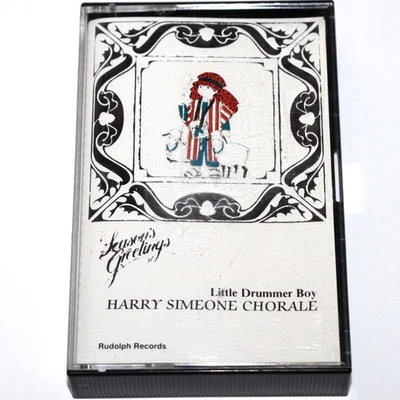 Season's
Greetings
Little Drummer Boy
HARRY SIMEONE CHORALE
Rudolph Records